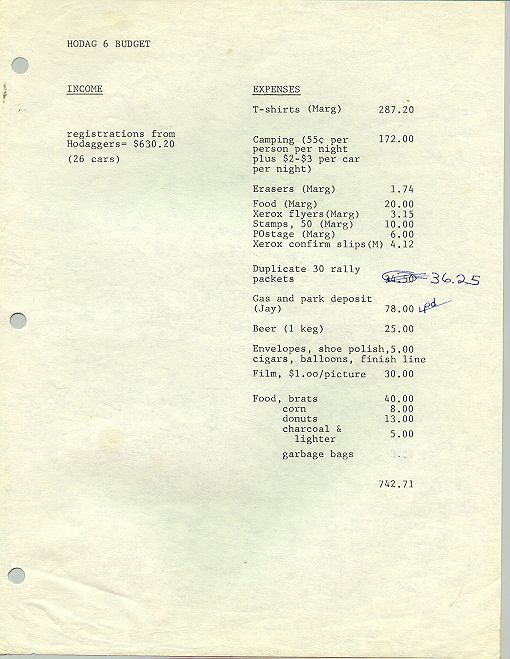 HODAG 6 BUDGET
INCOME
registrations from
Hodaggers= $630.20
(26 cars)
EXPENSES
T-shirts (Marg) 287.20
Camping (55¢ per 172.00
person per night
plus $2-$3 per car
per night)
Erasers (Marg) 1.74
Food (Marg) 20.00
Xerox flyers(Marg) 3.15
Stamps, 50 (Marg) 10.00
POstage (Marg) 6.00
Xerox confirm slips(M) 4.12
Duplicate 30 rally
packets 36.25
Gas and park deposit
(Jay) 78.00 pd
Beer (1 keg) 25.00
Envelopes, shoe polish,5.00
cigars, balloons, finish line
Film, $1.oo/picture 30.00
Food, brats 40.00
corn 8.00
donuts 13.00
charcoal & 5.00
lighter
garbage bags
742.71